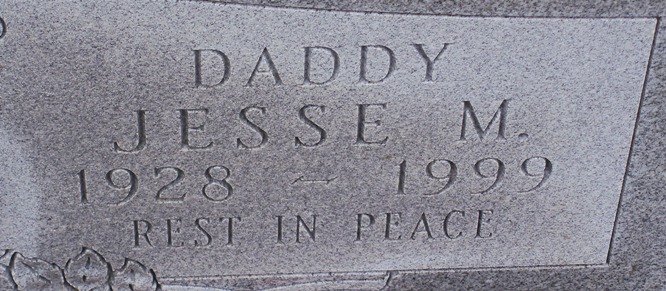 DADDY
JESSE M.
1928 ~ 1999
REST IN PEACE